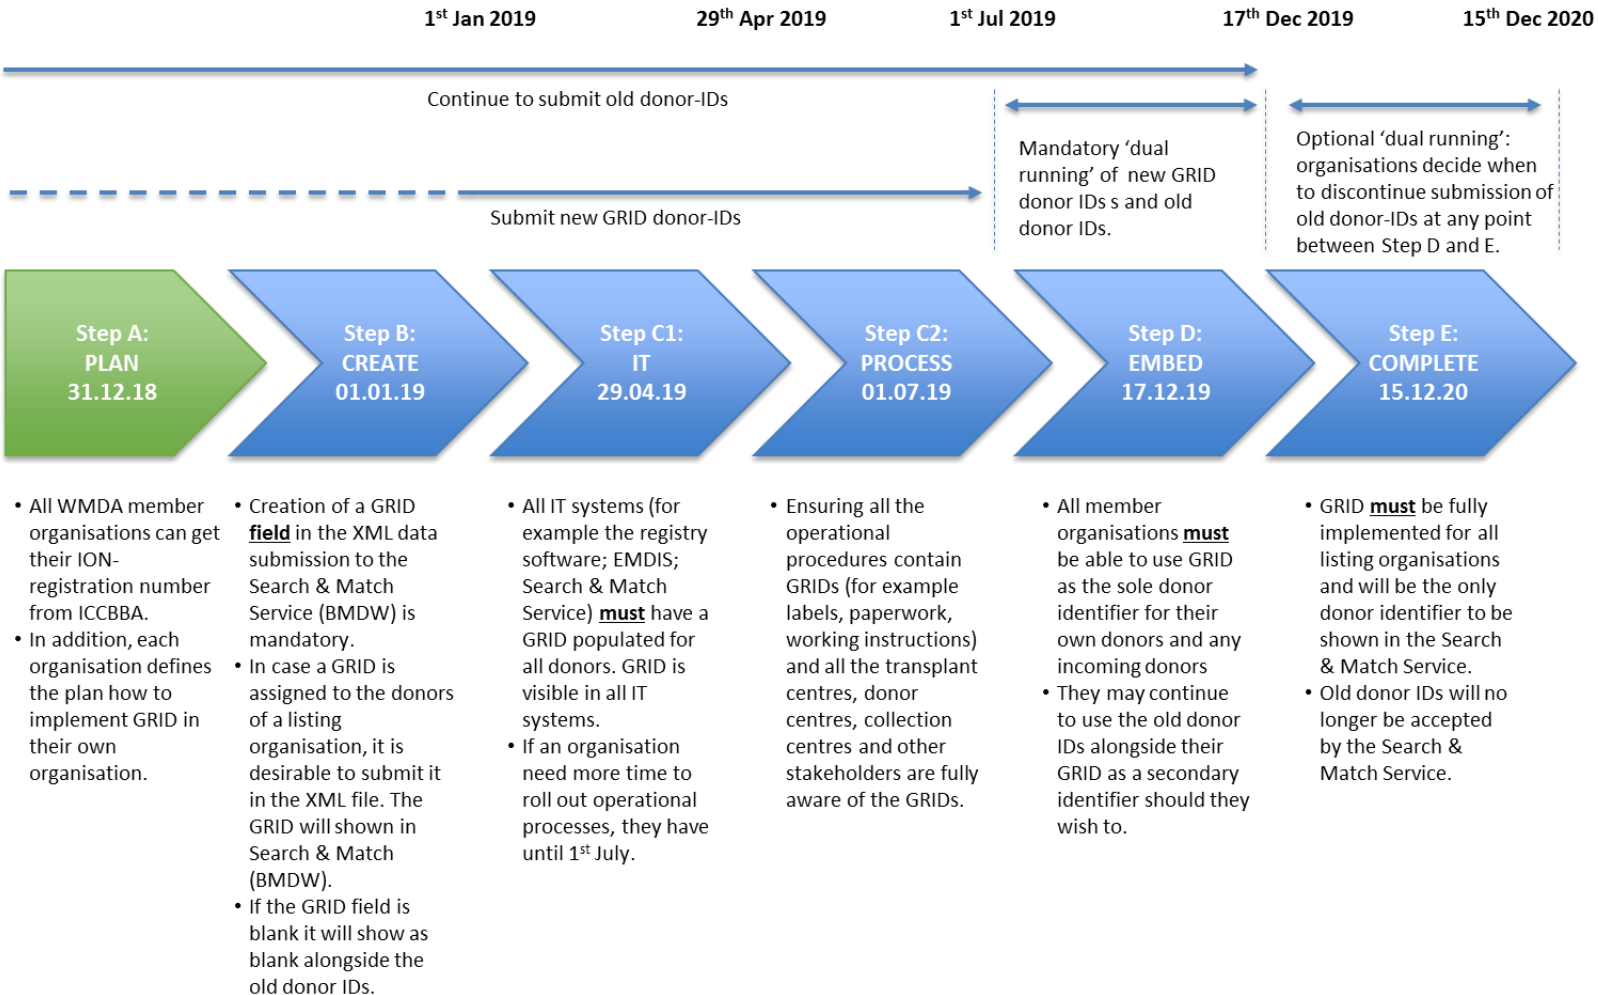 1st Jan 2019
29th Apr 2019
1st Jul 2019
17th Dec 2019
15th Dec 2020
Continue to submit old donor-IDs
Submit new GRID donor-IDs
Mandatory ‘dual
running’ of new GRID
donor IDs s and old
donor IDs.
Optional ‘dual running’:
organisations decide when
to discontinue submission of
old donor-IDs at any point
between Step D and E.
Step A:
PLAN
31.12.18
Step B:
CREATE
01.01.19
Step C1:
IT
29.04.19
Step C2:
PROCESS
01.07.19
Step D:
EMBED
17.12.19
Step E:
COMPLETE
15.12.20
• All WMDA member
organisations can get
their ION-
registration number
from ICCBBA.
• In addition, each
organisation defines
the plan how to
implement GRID in
their own
organisation.
• Creation of a GRID
field in the XML data
submission to the
Search & Match
Service (BMDW) is
mandatory.
• In case a GRID is
assigned to the donors
of a listing
organisation, it is
desirable to submit it
in the XML file. The
GRID will shown in
Search & Match
(BMDW).
• If the GRID field is
blank it will show as
blank alongside the
old donor IDs.
• All IT systems (for
example the registry
software; EMDIS;
Search & Match
Service) must have a
GRID populated for
all donors. GRID is
visible in all IT
systems.
• If an organisation
need more time to
roll out operational
processes, they have
until 1st July.
• Ensuring all the
operational
procedures contain
GRIDs (for example
labels, paperwork,
working instructions)
and all the transplant
centres, donor
centres, collection
centres and other
stakeholders are fully
aware of the GRIDs.
• All member
organisations must
be able to use GRID
as the sole donor
identifier for their
own donors and any
incoming donors
• They may continue
to use the old donor
IDs alongside their
GRID as a secondary
identifier should they
wish to.
• GRID must be fully
implemented for all
listing organisations
and will be the only
donor identifier to be
shown in the Search
& Match Service.
• Old donor IDs will no
longer be accepted
by the Search &
Match Service.